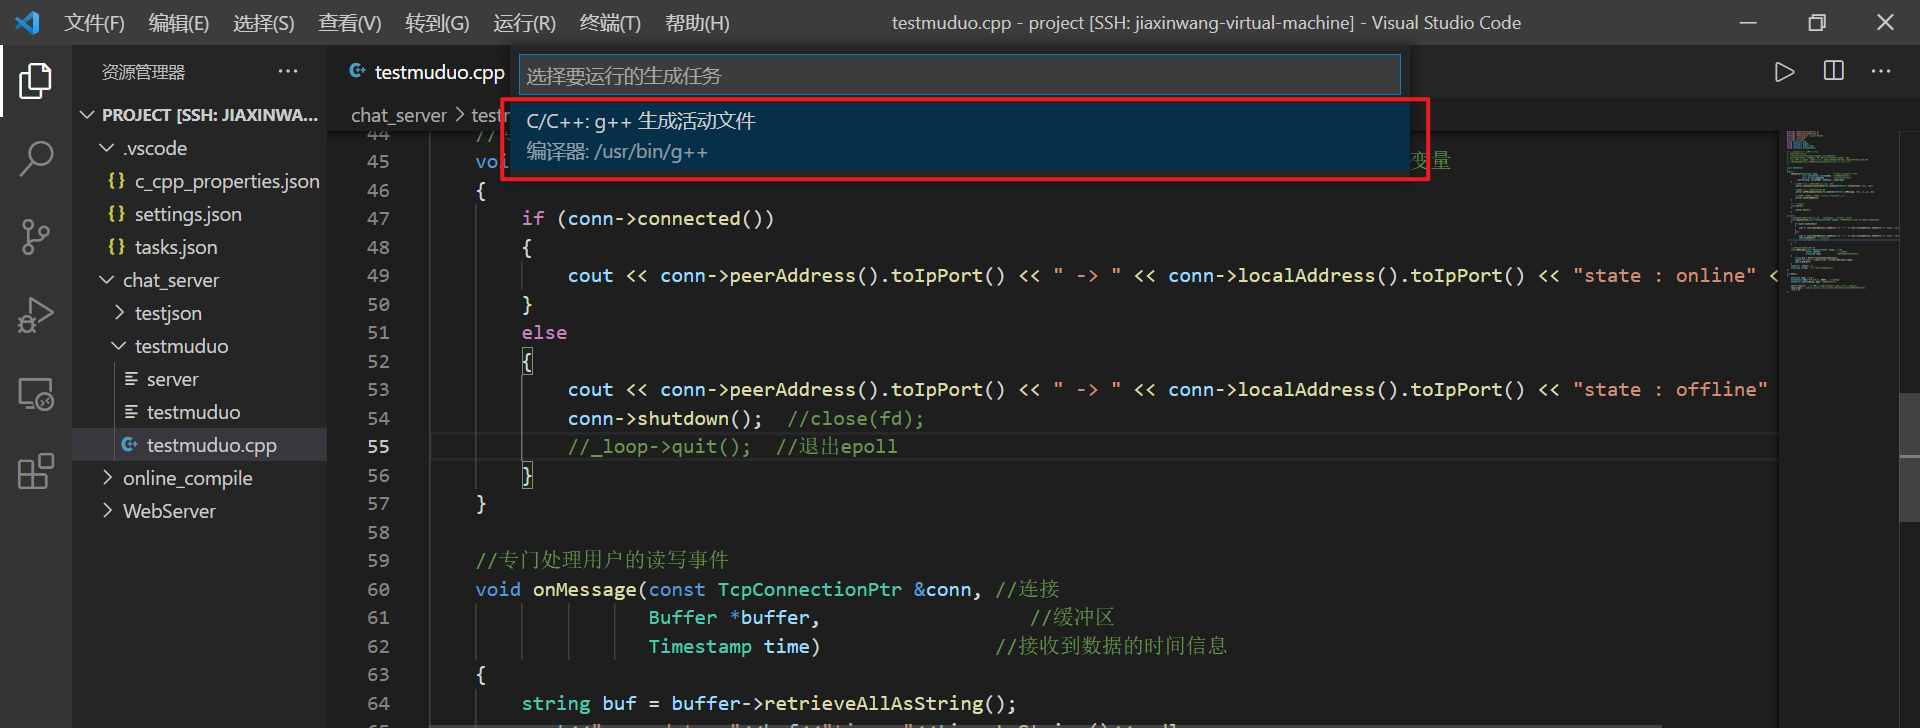 文件(F) 编辑(E) 选择(S) 查看(V) 转到(G) 运行(R) 终端(T) 帮助(H) testmuduo.cpp - project [SSH: jiaxinwang-virtual-machine] - Visual Studio Code
资源管理器
PROJECT [SSH: JIAXINWA...
.vscode
{} c_cpp_properties.json
{} settings.json
{} tasks.json
chat_server
testjson
testmuduo
server
testmuduo
testmuduo.cpp
online_compile
WebServer
testmuduo.cpp
选择要运行的生成任务
C/C++: g++ 生成活动文件
编译器: /usr/bin/g++
chat_server > testm
44 //
45 voi 变量
46 {
47 if (conn->connected())
48 {
49 cout << conn->peerAddress().toIpPort() << " -> " << conn->localAddress().toIpPort() << "state : online" <
50 }
51 else
52 {
53 cout << conn->peerAddress().toIpPort() << " -> " << conn->localAddress().toIpPort() << "state : offline"
54 conn->shutdown(); //close(fd);
55 //_loop->quit(); //退出epoll
56 }
57 }
58
59 //专门处理用户的读写事件
60 void onMessage(const TcpConnectionPtr &conn, //连接
61 Buffer *buffer, //缓冲区
62 Timestamp time) //接收到数据的时间信息
63 {
64 string buf = buffer->retrieveAllAsString();